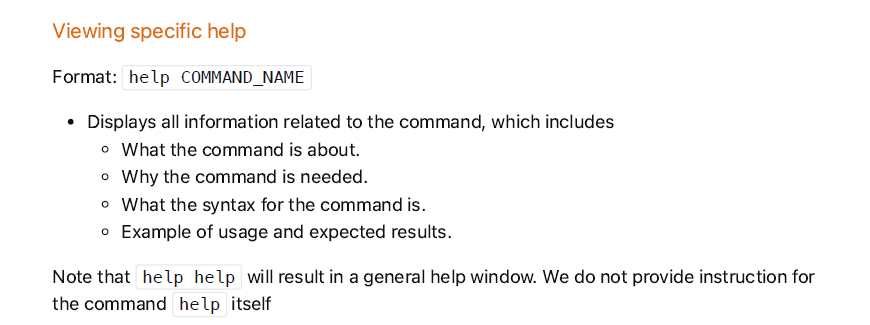 Viewing specific help
Format: help COMMAND_NAME
• Displays all information related to the command, which includes
◦ What the command is about.
◦ Why the command is needed.
◦ What the syntax for the command is.
◦ Example of usage and expected results.
Note that help help will result in a general help window. We do not provide instruction for
the command help itself